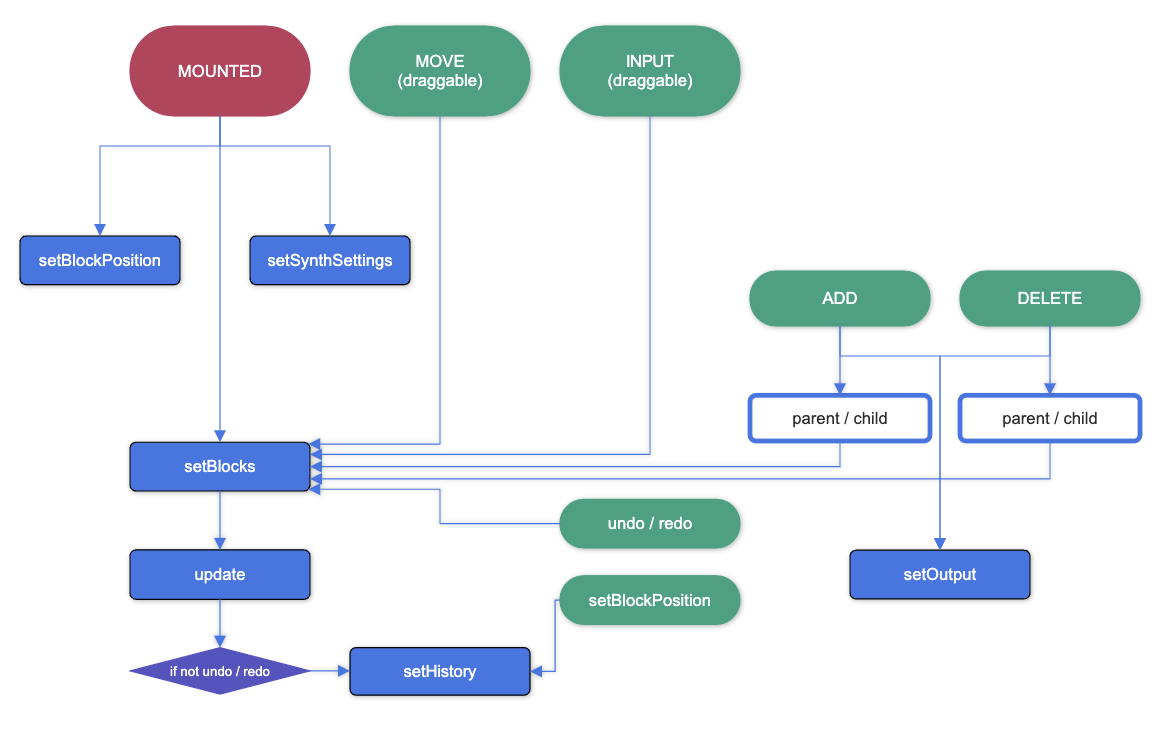 MOUNTED
MOVE
(draggable)
INPUT
(draggable)
setBlockPosition
setSynthSettings
ADD
DELETE
parent / child
parent / child
setBlocks
undo / redo
update
setOutput
setBlockPosition
if not undo / redo
setHistory